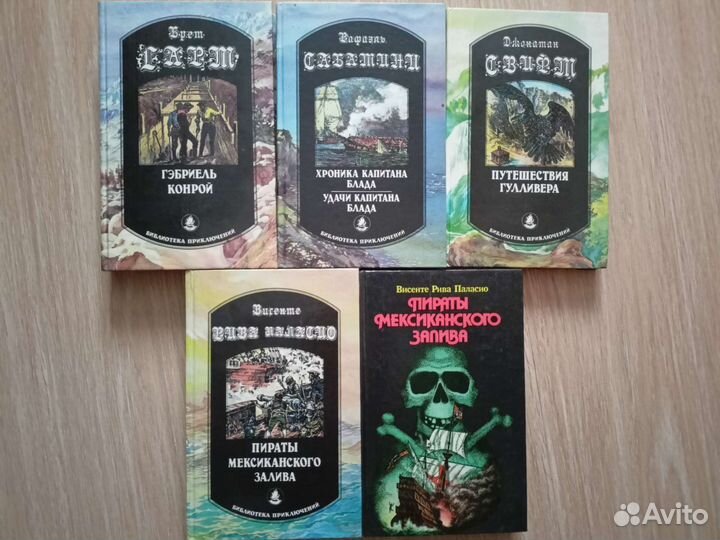 Брет
ГАРТ
ГЭБРИЕЛЬ
КОНРОЙ
БИБЛИОТЕКА ПРИКЛЮЧЕНИЙ
Рафаэль
САБАТИНИ
ХРОНИКА КАПИТАНА
БЛАДА
УДАЧИ КАПИТАНА
БЛАДА
БИБЛИОТЕКА ПРИКЛЮЧЕНИЙ
Джонатан
СВИФТ
ПУТЕШЕСТВИЯ
ГУЛЛИВЕРА
БИБЛИОТЕКА ПРИКЛЮЧЕНИЙ
Висенте
РИВА ПАЛАСИО
ПИРАТЫ
МЕКСИКАНСКОГО
ЗАЛИВА
БИБЛИОТЕКА ПРИКЛЮЧЕНИЙ
Висенте Рива Паласио
ПИРАТЫ
МЕКСИКАНСКОГО
ЗАЛИВА
Avito